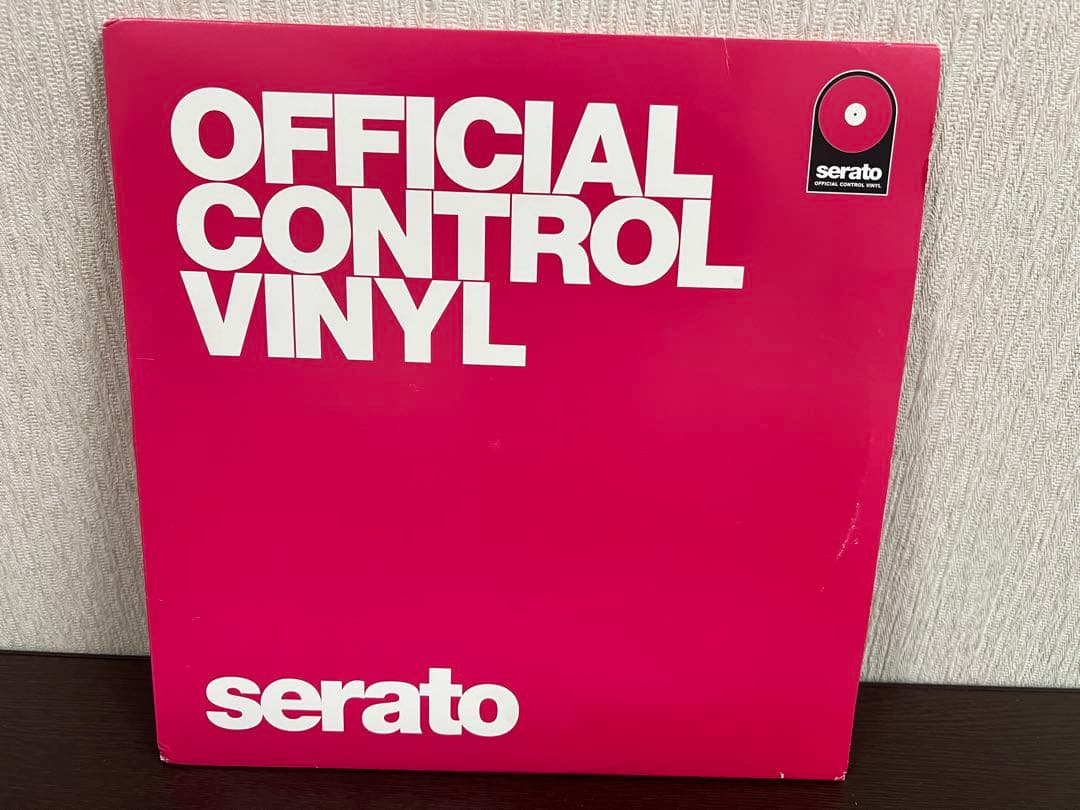 OFFICIAL
CONTROL
VINYL
serato
OFFICIAL CONTROL VINYL
serato